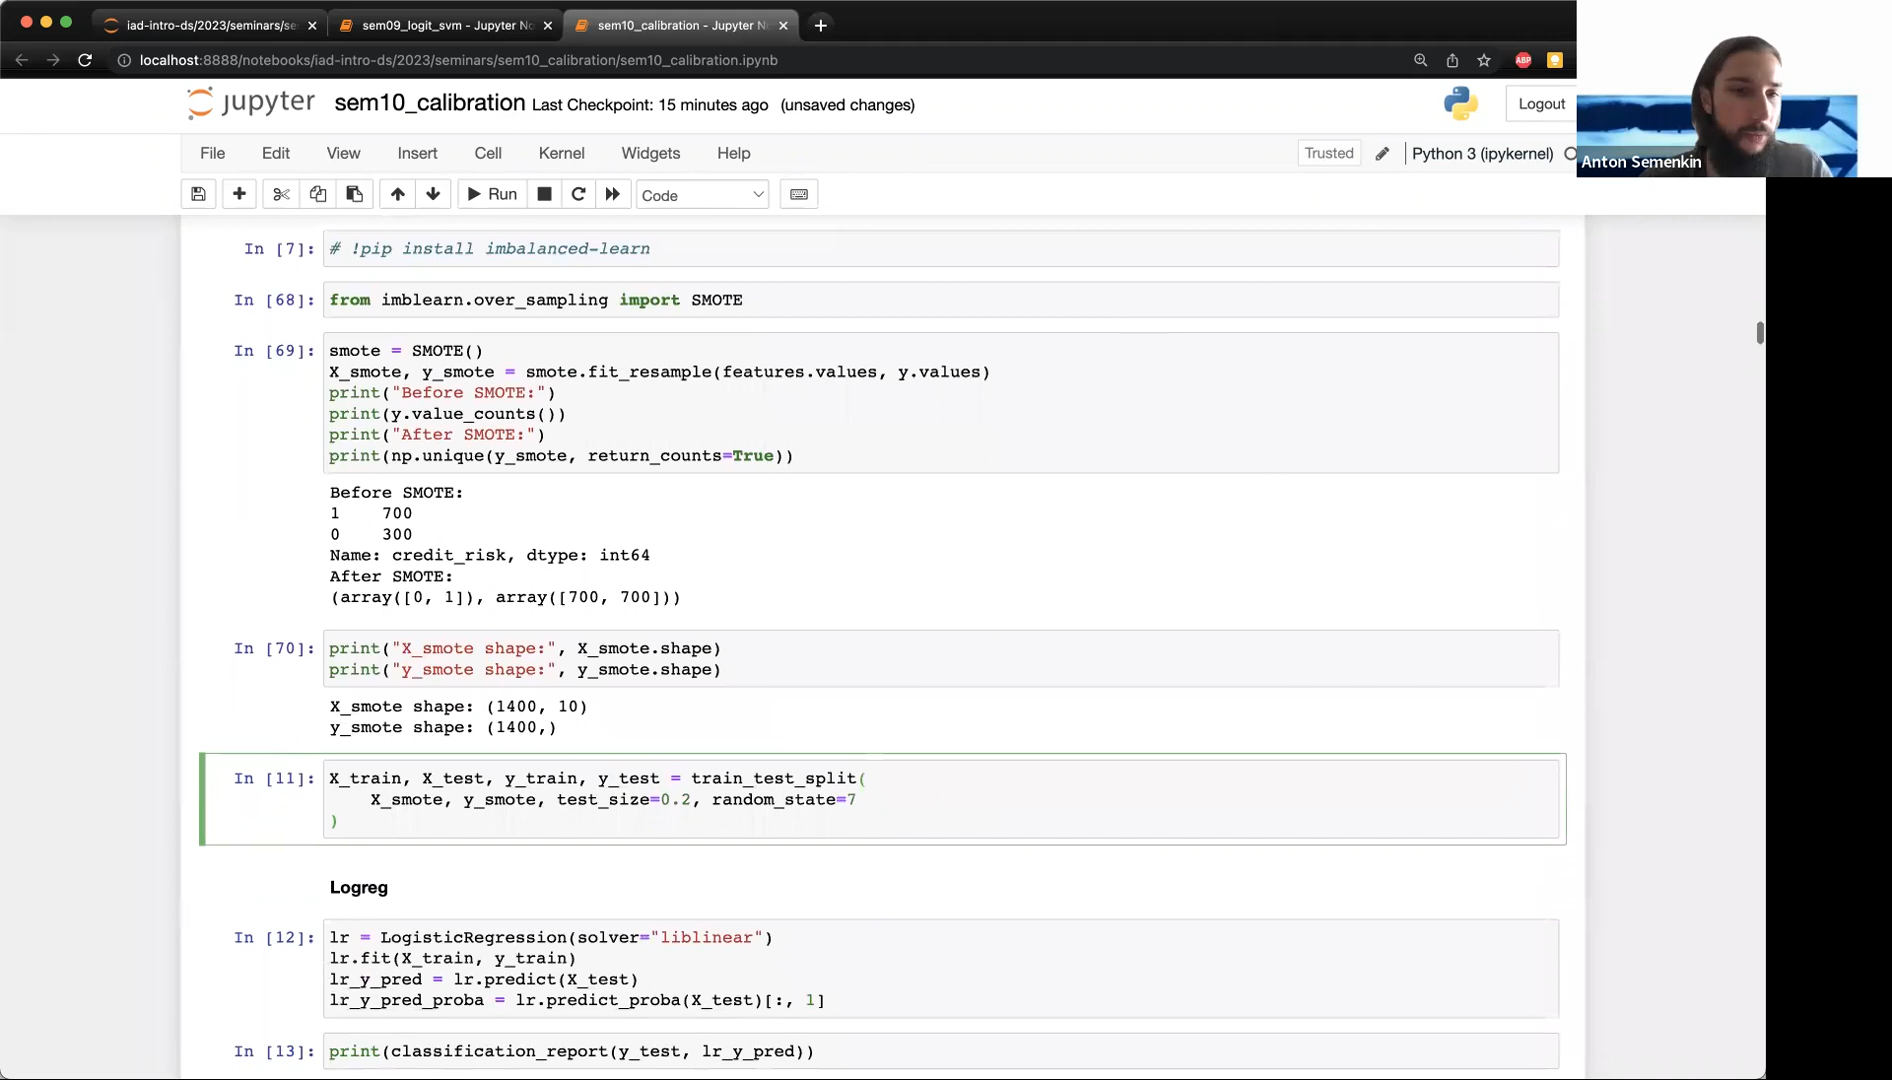 iad-intro-ds/2023/seminars/se
sem09_logit_svm - Jupyter No
sem10_calibration - Jupyter N
localhost:8888/notebooks/iad-intro-ds/2023/seminars/sem10_calibration/sem10_calibration.ipynb
ABP
jupyter sem10_calibration Last Checkpoint: 15 minutes ago (unsaved changes)
Logout
Anton Semenkin
File Edit View Insert Cell Kernel Widgets Help
Trusted
Python 3 (ipykernel)
Run
Code
In [7]: # !pip install imbalanced-learn
In [68]: from imblearn.over_sampling import SMOTE
In [69]: smote = SMOTE()
X_smote, y_smote = smote.fit_resample(features.values, y.values)
print("Before SMOTE:")
print(y.value_counts())
print("After SMOTE:")
print(np.unique(y_smote, return_counts=True))
Before SMOTE:
1    700
0    300
Name: credit_risk, dtype: int64
After SMOTE:
(array([0, 1]), array([700, 700]))
In [70]: print("X_smote shape:", X_smote.shape)
print("y_smote shape:", y_smote.shape)
X_smote shape: (1400, 10)
y_smote shape: (1400,)
In [11]: X_train, X_test, y_train, y_test = train_test_split(
    X_smote, y_smote, test_size=0.2, random_state=7
)
Logreg
In [12]: lr = LogisticRegression(solver="liblinear")
lr.fit(X_train, y_train)
lr_y_pred = lr.predict(X_test)
lr_y_pred_proba = lr.predict_proba(X_test)[:, 1]
In [13]: print(classification_report(y_test, lr_y_pred))